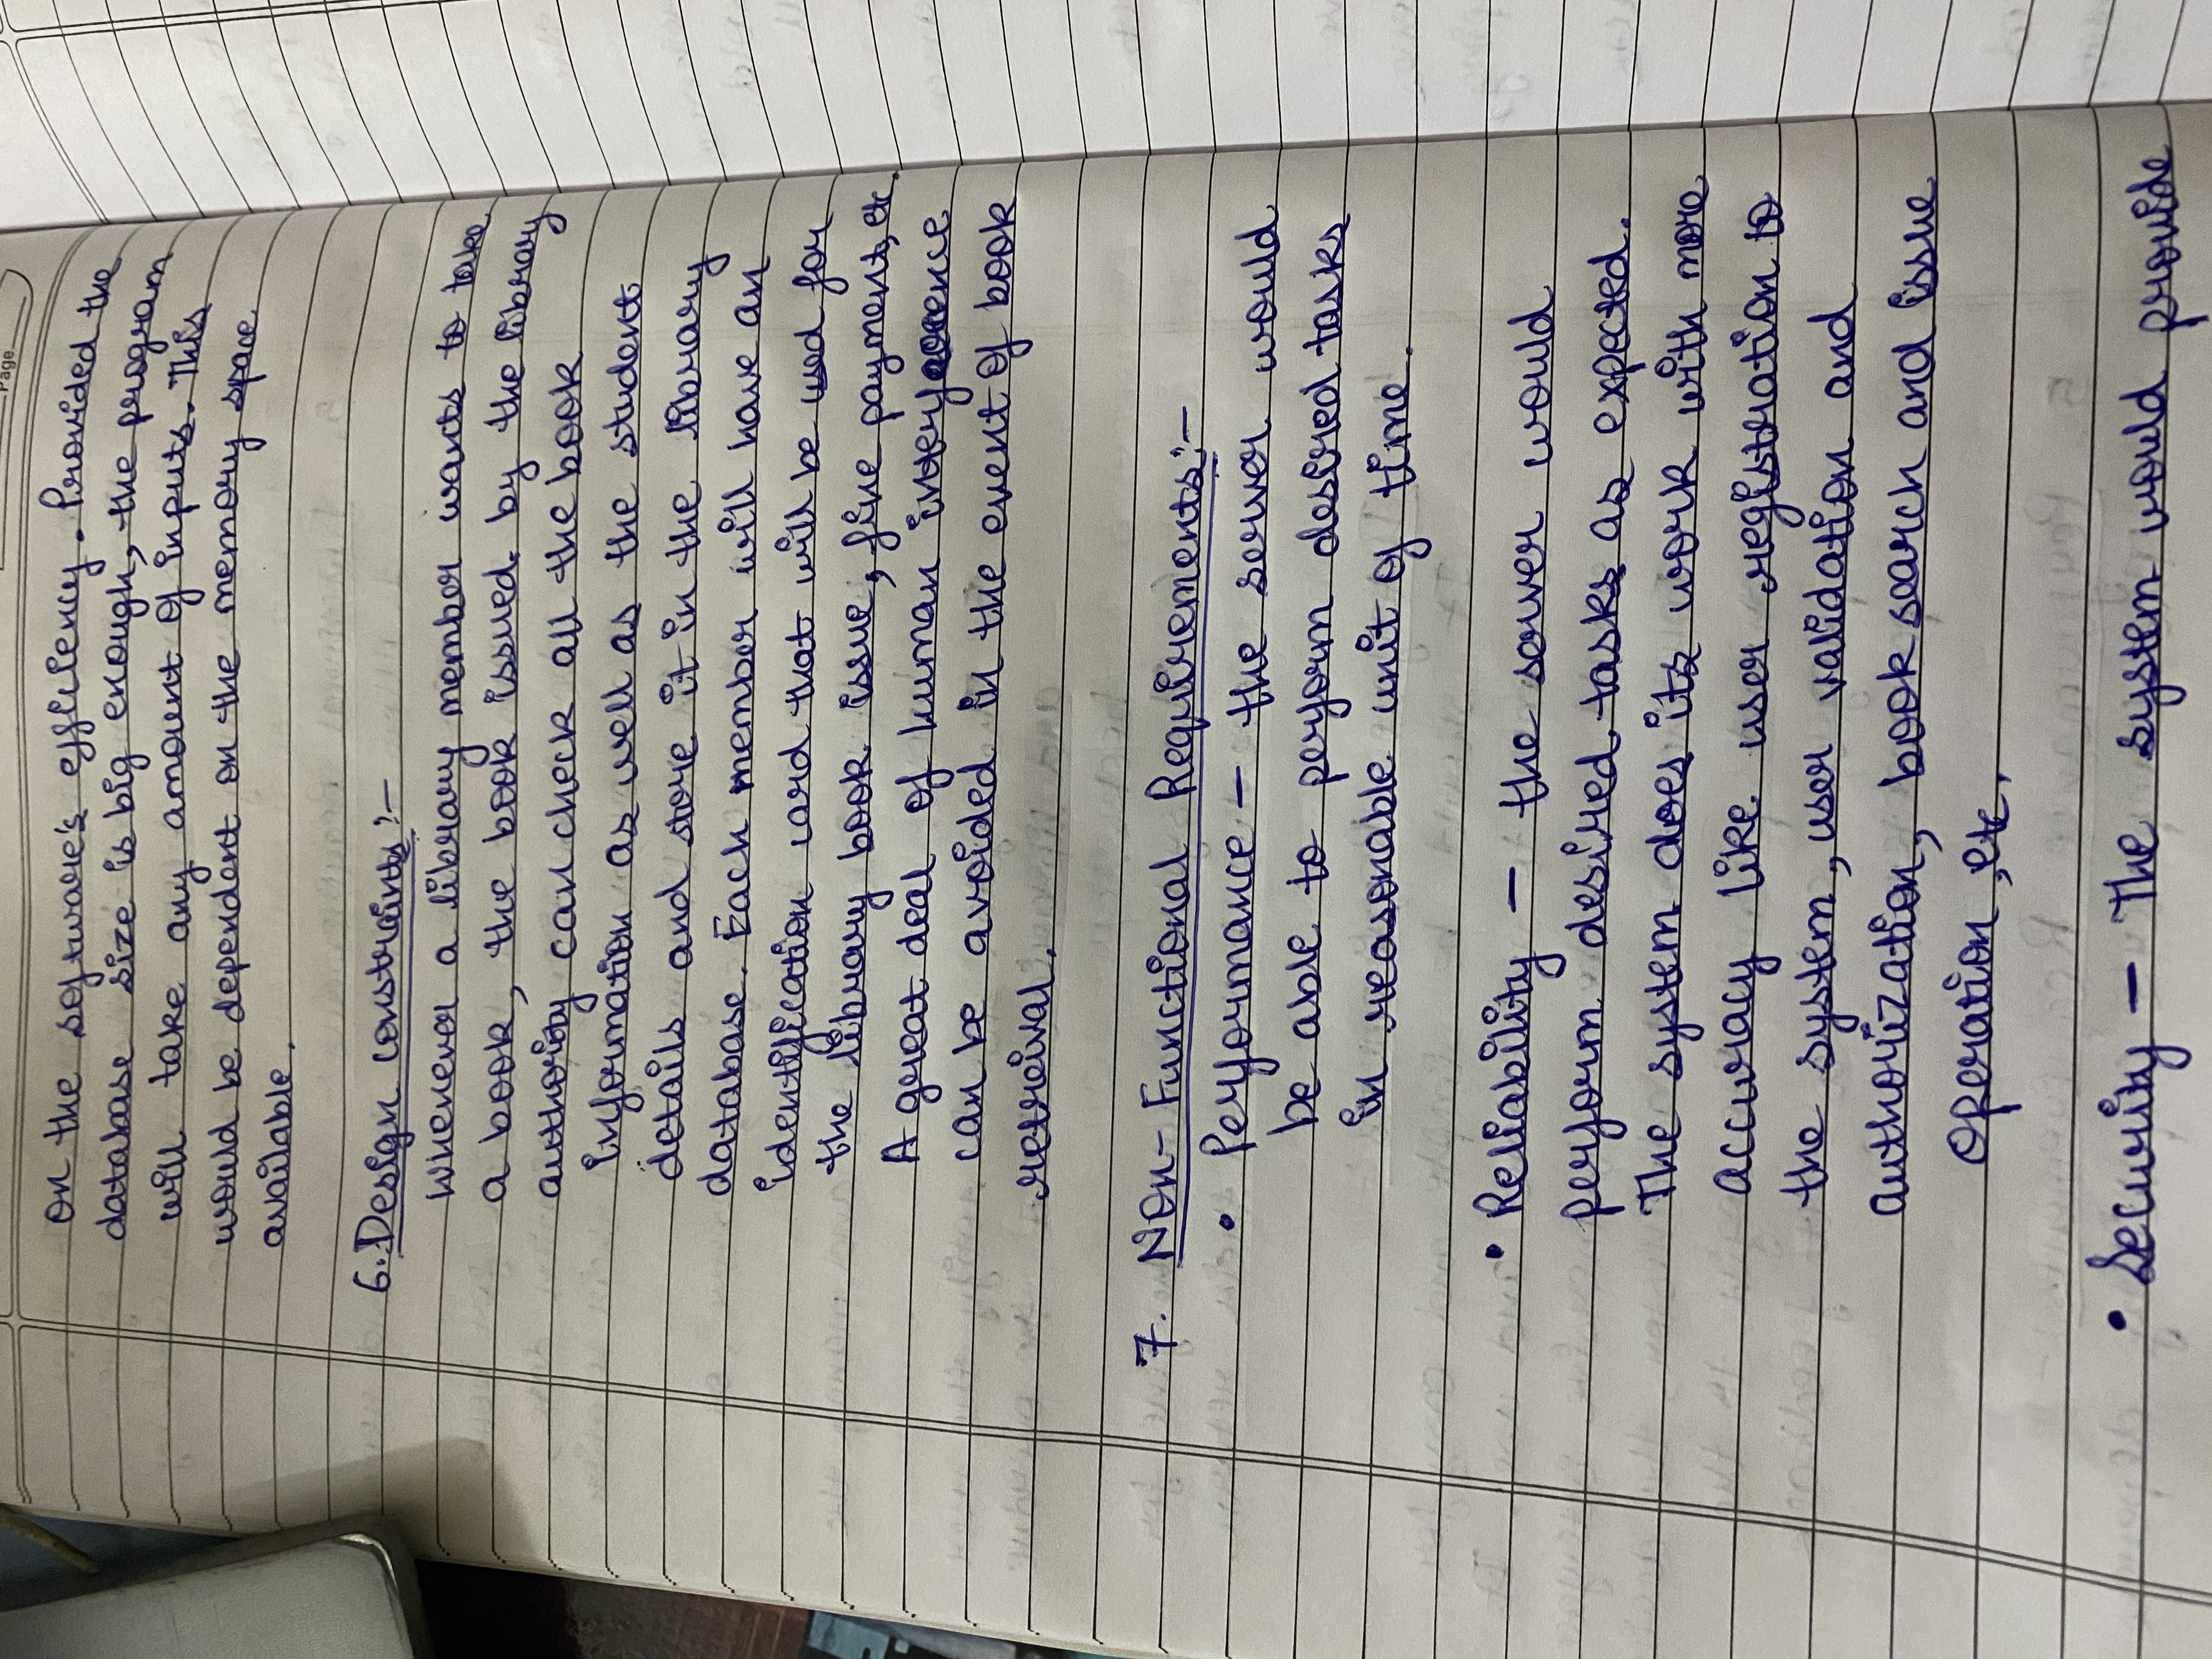 Page
on the software's efficiency. Provided the
database size is big enough, the program
will take any amount of inputs. This
would be dependent on the memory space
available.
6. Design constraints :-
Whenever a library member wants to take
a book, the book issued by the library
authority can check all the book
information as well as the student
details and store it in the library
database. Each member will have an
identification card that will be used for
the library book issue, fine payment, etc.
A great deal of human interference
can be avoided in the event of book
retreival.
7. Non-Functional Requirements :-
• Performance - the server would
be able to perform desired tasks
in reasonable unit of time.
• Reliability - the server would
perform desired tasks as expected.
The system does its work with more
accuracy like user registration to
the system, user validation and
authorization, book search and issue
operation, etc.
• Security - The system would provide